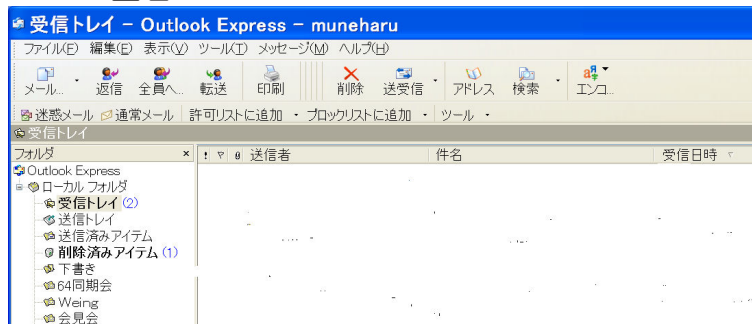 受信トレイ - Outlook Express - muneharu
ファイル(F) 編集(E) 表示(V) ツール(T) メッセージ(M) ヘルプ(H)
メール... 返信 全員へ... 転送 印刷 削除 送受信 アドレス 検索 エンコ...
迷惑メール 通常メール 許可リストに追加 ・ ブロックリストに追加 ・ ツール ・
受信トレイ
フォルダ × ! 送信者 件名 受信日時
Outlook Express
ローカル フォルダ
受信トレイ (2)
送信トレイ
送信済みアイテム
削除済みアイテム (1)
下書き
64同期会
Weing
会見会